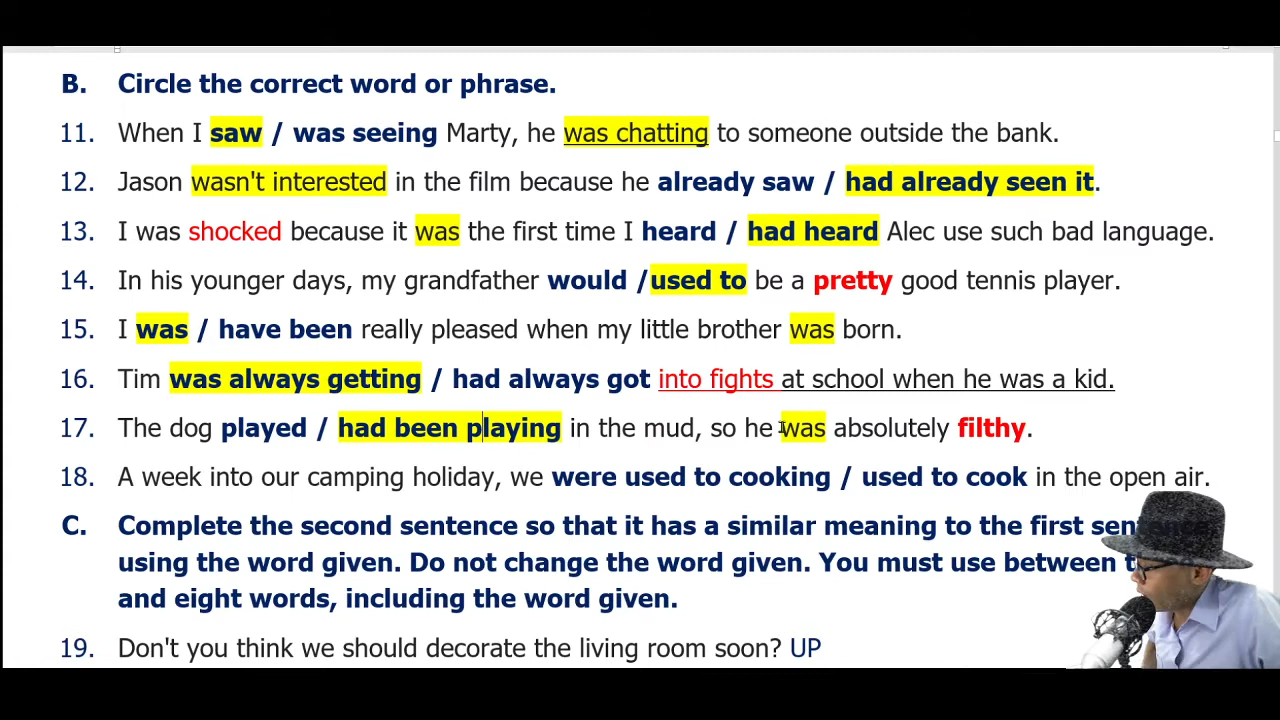 B. Circle the correct word or phrase.
11. When I saw / was seeing Marty, he was chatting to someone outside the bank.
12. Jason wasn't interested in the film because he already saw / had already seen it.
13. I was shocked because it was the first time I heard / had heard Alec use such bad language.
14. In his younger days, my grandfather would /used to be a pretty good tennis player.
15. I was / have been really pleased when my little brother was born.
16. Tim was always getting / had always got into fights at school when he was a kid.
17. The dog played / had been playing in the mud, so he was absolutely filthy.
18. A week into our camping holiday, we were used to cooking / used to cook in the open air.
C. Complete the second sentence so that it has a similar meaning to the first sentence
using the word given. Do not change the word given. You must use between
and eight words, including the word given.
19. Don't you think we should decorate the living room soon? UP